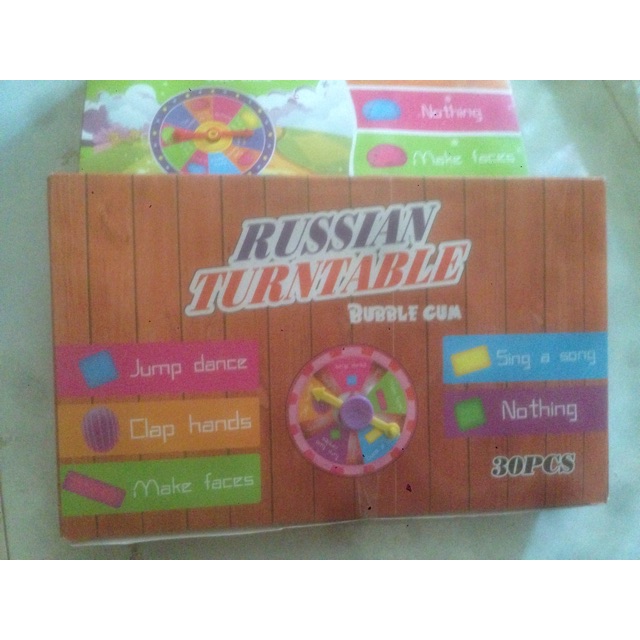 Nothing
Make faces
RUSSIAN
TURNTABLE
BUBBLE GUM
Jump dance
Clap hands
Make faces
Sing a song
Nothing
30PCS